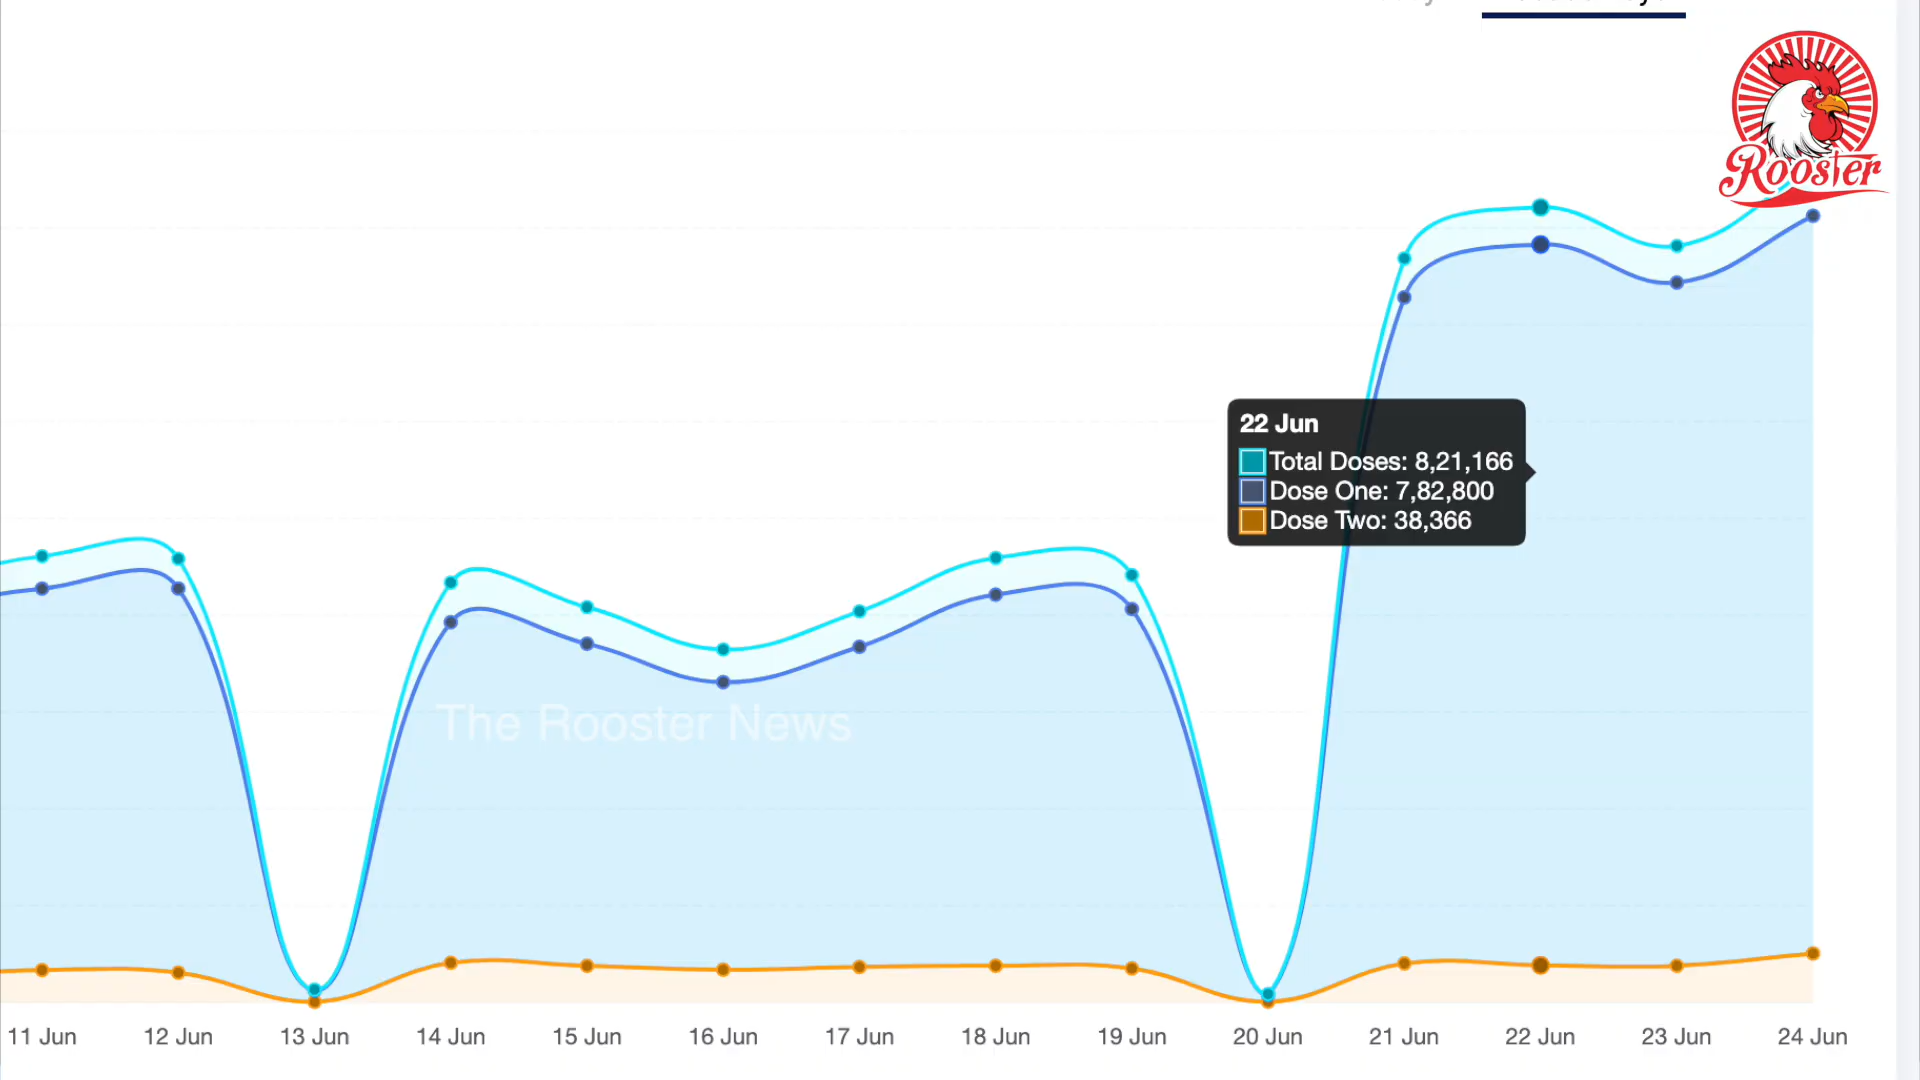 Rooster
22 Jun
Total Doses: 8,21,166
Dose One: 7,82,800
Dose Two: 38,366
The Rooster News
11 Jun 12 Jun 13 Jun 14 Jun 15 Jun 16 Jun 17 Jun 18 Jun 19 Jun 20 Jun 21 Jun 22 Jun 23 Jun 24 Jun